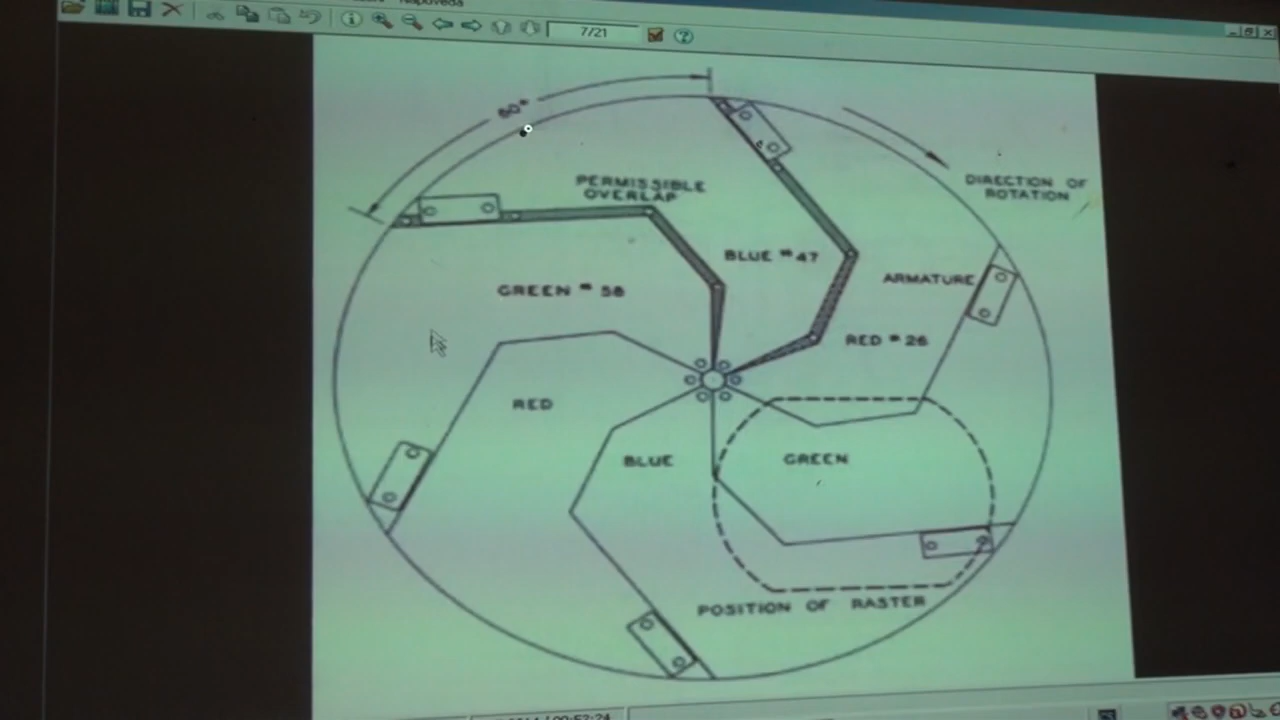 Napoveda
7/21
60°
PERMISSIBLE
OVERLAP
DIRECTION OF
ROTATION
BLUE #47
ARMATURE
GREEN # 58
RED #26
RED
BLUE
GREEN
POSITION OF RASTER